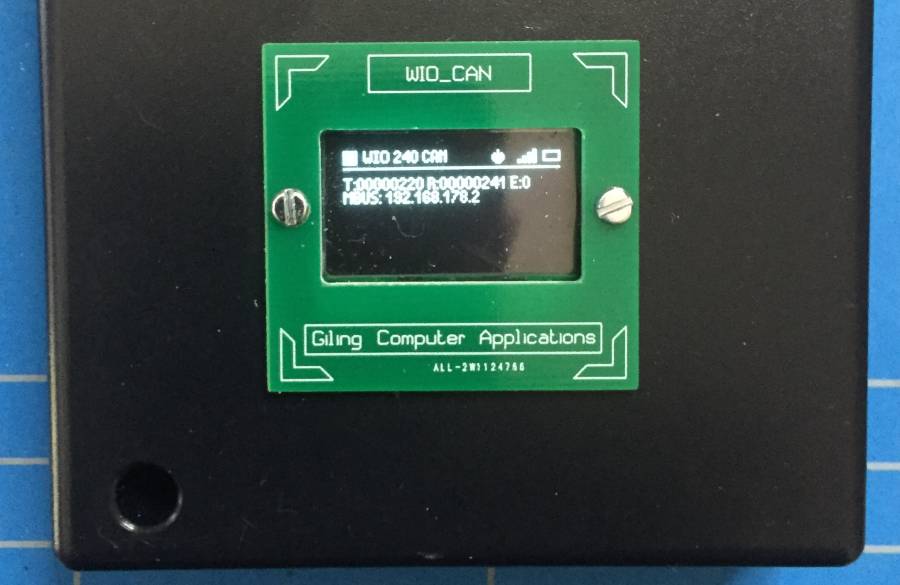 WIO_CAN
WIO 240 CAN
T:00000220 R:00000241 E:0
MBUS: 192.168.178.2
Giling Computer Applications
ALL-2W1124766